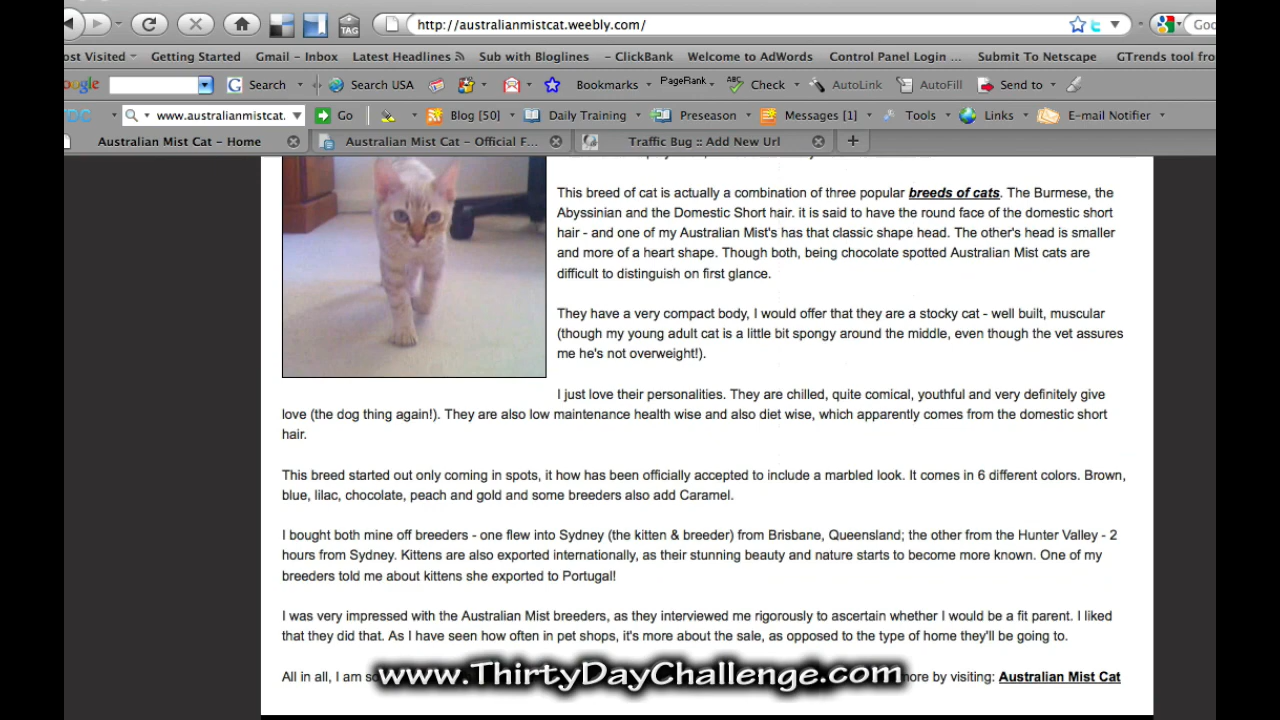 http://australianmistcat.weebly.com/
TAG
ost Visited Getting Started Gmail - Inbox Latest Headlines Sub with Bloglines - ClickBank Welcome to AdWords Control Panel Login ... Submit To Netscape GTrends tool fro
oogle Search Search USA Bookmarks PageRank Check AutoLink AutoFill Send to
DC www.australianmistcat. Go Blog [50] Daily Training Preseason Messages [1] Tools Links E-mail Notifier
Australian Mist Cat - Home Australian Mist Cat - Official F... Traffic Bug :: Add New Url
This breed of cat is actually a combination of three popular breeds of cats. The Burmese, the
Abyssinian and the Domestic Short hair. it is said to have the round face of the domestic short
hair - and one of my Australian Mist's has that classic shape head. The other's head is smaller
and more of a heart shape. Though both, being chocolate spotted Australian Mist cats are
difficult to distinguish on first glance.
They have a very compact body, I would offer that they are a stocky cat - well built, muscular
(though my young adult cat is a little bit spongy around the middle, even though the vet assures
me he's not overweight!).
I just love their personalities. They are chilled, quite comical, youthful and very definitely give
love (the dog thing again!). They are also low maintenance health wise and also diet wise, which apparently comes from the domestic short
hair.
This breed started out only coming in spots, it how has been officially accepted to include a marbled look. It comes in 6 different colors. Brown,
blue, lilac, chocolate, peach and gold and some breeders also add Caramel.
I bought both mine off breeders - one flew into Sydney (the kitten & breeder) from Brisbane, Queensland; the other from the Hunter Valley - 2
hours from Sydney. Kittens are also exported internationally, as their stunning beauty and nature starts to become more known. One of my
breeders told me about kittens she exported to Portugal!
I was very impressed with the Australian Mist breeders, as they interviewed me rigorously to ascertain whether I would be a fit parent. I liked
that they did that. As I have seen how often in pet shops, it's more about the sale, as opposed to the type of home they'll be going to.
All in all, I am so www.ThirtyDayChallenge.com more by visiting: Australian Mist Cat